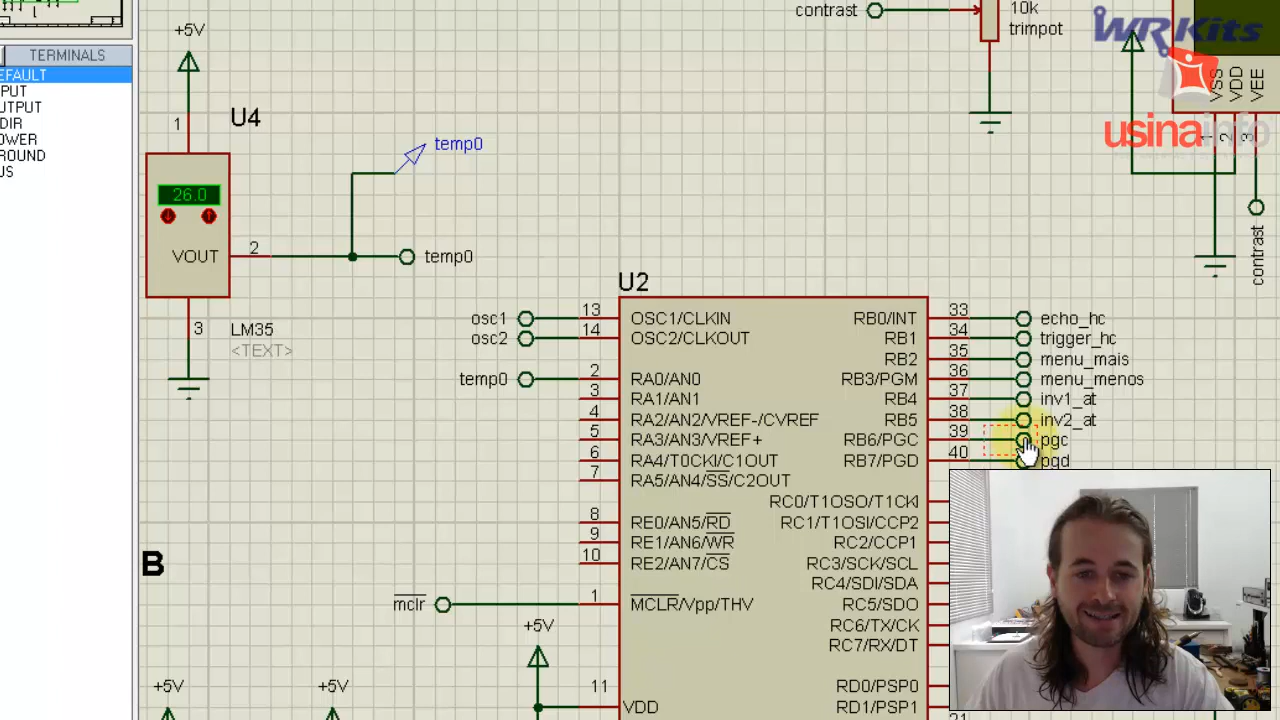 contrast
10k
trimpot
WRKits
usinainfo
VSS
VDD
VEE
1
2
3
contrast
TERMINALS
EFAULT
PUT
UTPUT
DIR
OWER
ROUND
US
+5V
1
U4
temp0
26.0
VOUT
2
temp0
3
LM35
<TEXT>
U2
osc1
13
OSC1/CLKIN
RB0/INT
33
echo_hc
osc2
14
OSC2/CLKOUT
RB1
34
trigger_hc
RB2
35
menu_mais
temp0
2
RA0/AN0
RB3/PGM
36
menu_menos
3
RA1/AN1
RB4
37
inv1_at
4
RA2/AN2/VREF-/CVREF
RB5
38
inv2_at
5
RA3/AN3/VREF+
RB6/PGC
39
pgc
6
RA4/T0CKI/C1OUT
RB7/PGD
40
pgd
7
RA5/AN4/SS/C2OUT
RC0/T1OSO/T1CKI
8
RE0/AN5/RD
RC1/T1OSI/CCP2
9
RE1/AN6/WR
RC2/CCP1
10
RE2/AN7/CS
RC3/SCK/SCL
RC4/SDI/SDA
mclr
1
MCLR/Vpp/THV
RC5/SDO
RC6/TX/CK
RC7/RX/DT
B
+5V
+5V
+5V
11
VDD
RD0/PSP0
RD1/PSP1